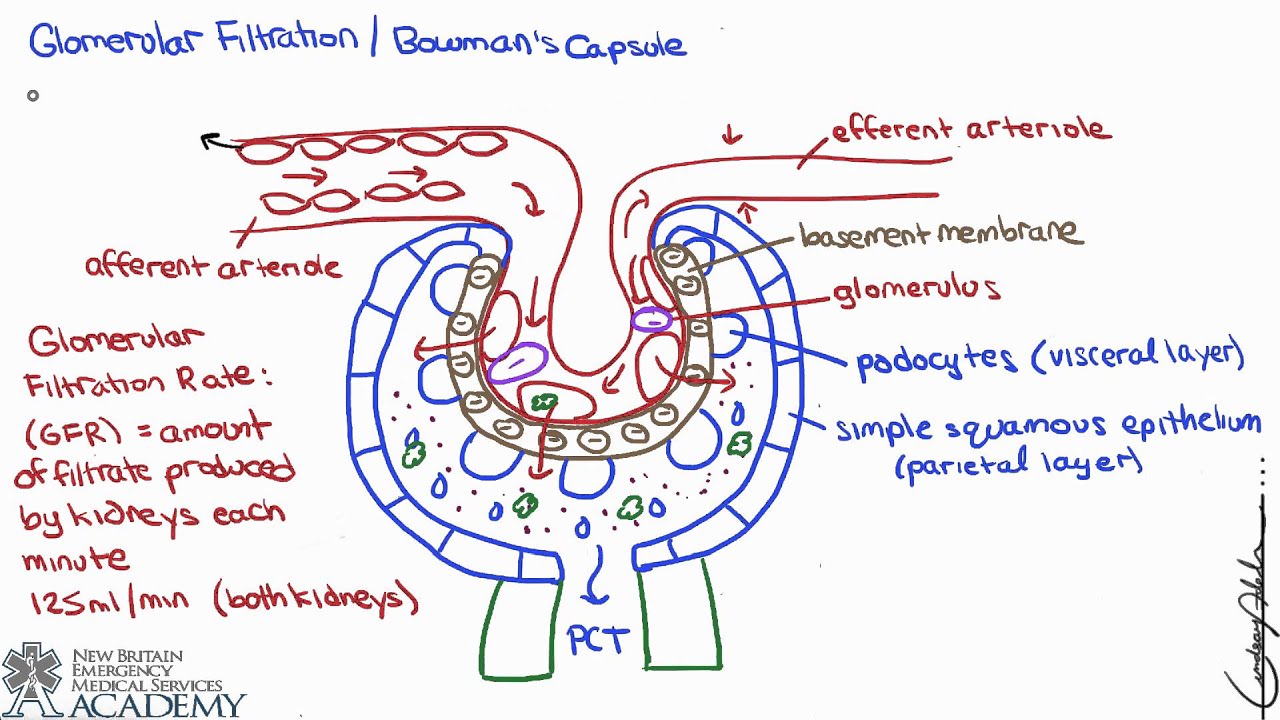 Glomerular Filtration / Bowman's Capsule
efferent arteriole
basement membrane
afferent arteriole
glomerulus
Glomerular
Filtration Rate:
(GFR) = amount
of filtrate produced
by kidneys each
minute
125ml/min (both kidneys)
podocytes (visceral layer)
simple squamous epithelium
(parietal layer)
PCT
NEW BRITAIN
EMERGENCY
MEDICAL SERVICES
ACADEMY